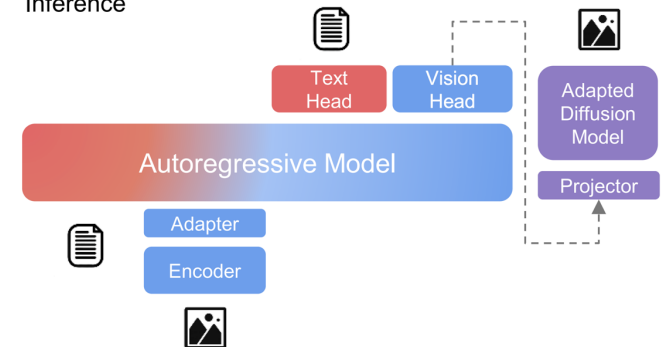 Inference
Text
Head
Vision
Head
Adapted
Diffusion
Model
Autoregressive Model
Projector
Adapter
Encoder